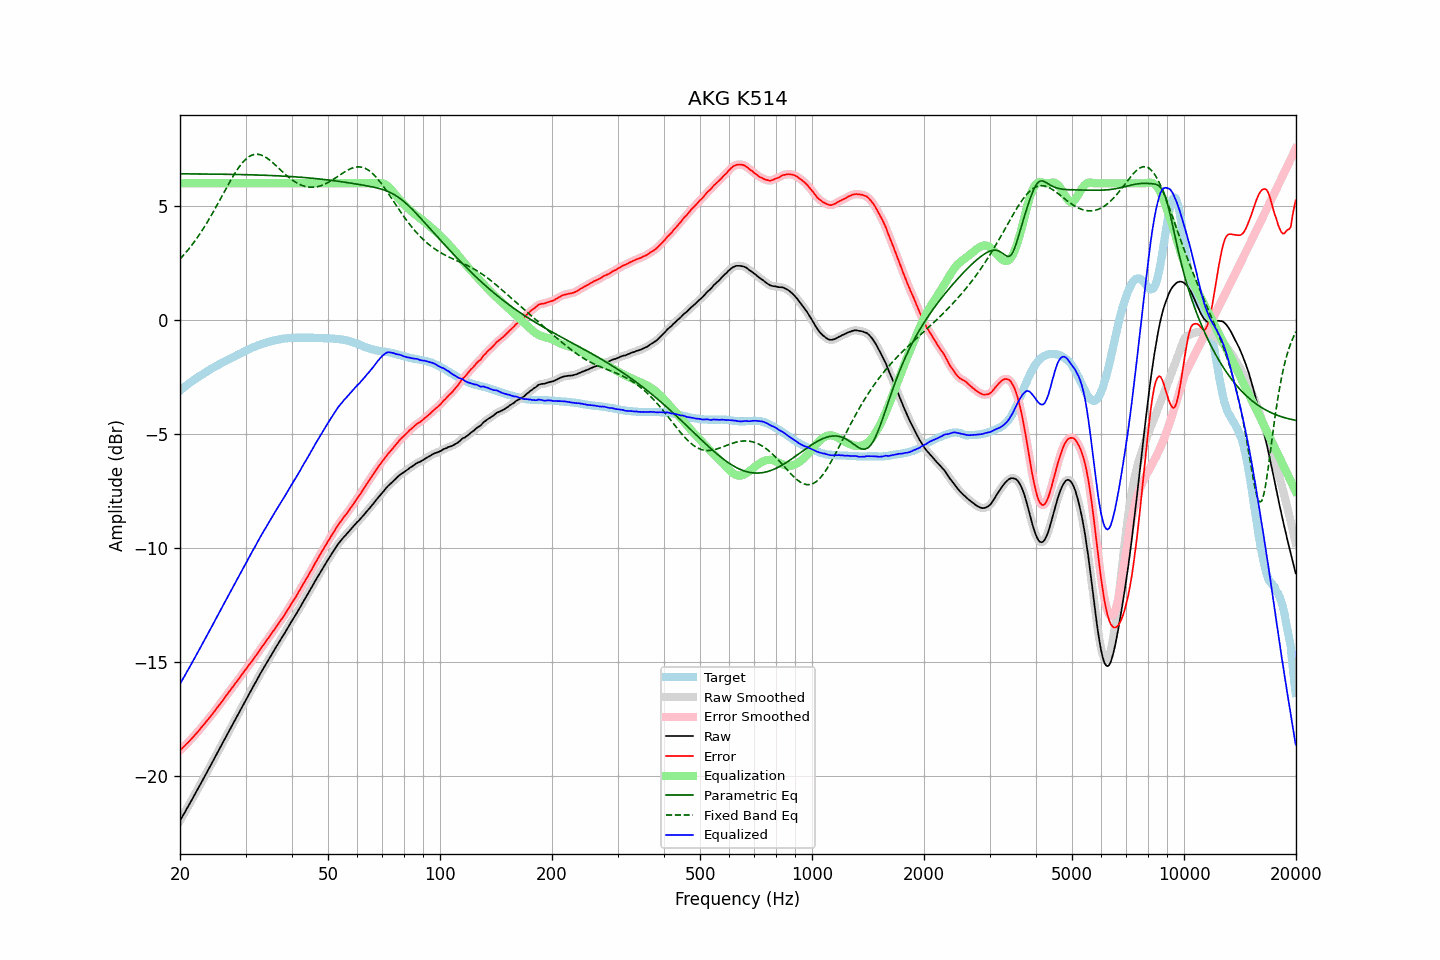 AKG K514
Amplitude (dBr)
5
0
−5
−10
−15
−20
Target
Raw Smoothed
Error Smoothed
Raw
Error
Equalization
Parametric Eq
Fixed Band Eq
Equalized
20 50 100 200 500 1000 2000 5000 10000 20000
Frequency (Hz)